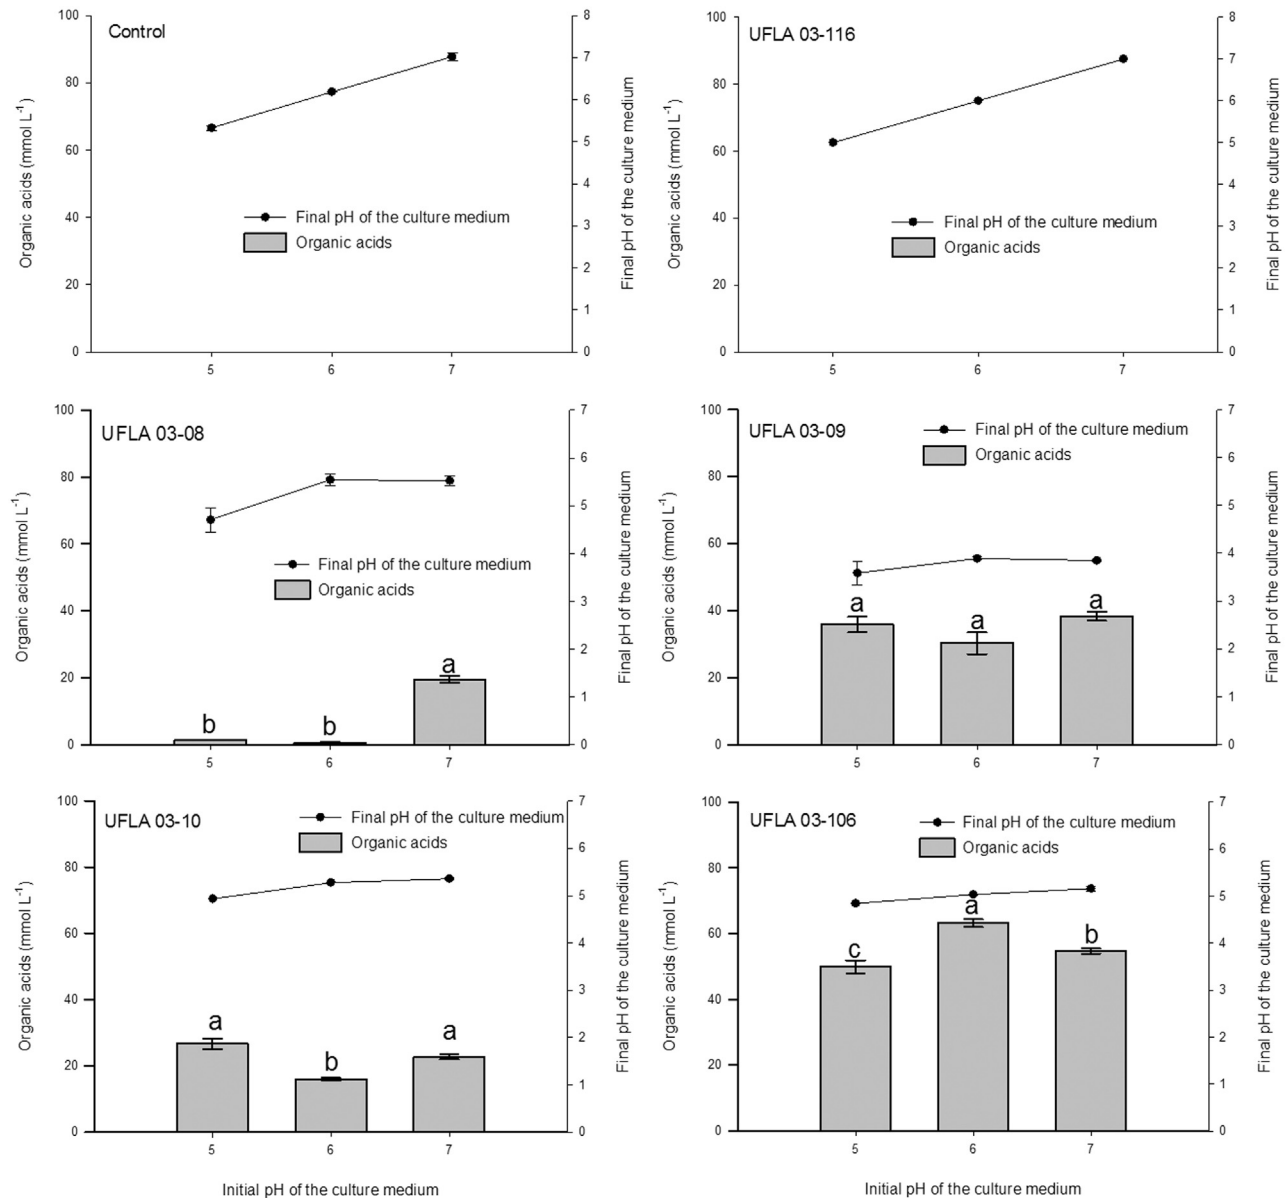 Control
100
80
60
40
20
0
Organic acids (mmol L⁻¹)
8
7
6
5
4
3
2
1
0
Final pH of the culture medium
Final pH of the culture medium
Organic acids
5 6 7
UFLA 03-116
100
80
60
40
20
0
Organic acids (mmol L⁻¹)
8
7
6
5
4
3
2
1
0
Final pH of the culture medium
Final pH of the culture medium
Organic acids
5 6 7
UFLA 03-08
100
80
60
40
20
0
Organic acids (mmol L⁻¹)
7
6
5
4
3
2
1
0
Final pH of the culture medium
Final pH of the culture medium
Organic acids
b b a
5 6 7
UFLA 03-09
100
80
60
40
20
0
Organic acids (mmol L⁻¹)
7
6
5
4
3
2
1
0
Final pH of the culture medium
Final pH of the culture medium
Organic acids
a a a
5 6 7
UFLA 03-10
100
80
60
40
20
0
Organic acids (mmol L⁻¹)
7
6
5
4
3
2
1
0
Final pH of the culture medium
Final pH of the culture medium
Organic acids
a b a
5 6 7
Initial pH of the culture medium
UFLA 03-106
100
80
60
40
20
0
Organic acids (mmol L⁻¹)
7
6
5
4
3
2
1
0
Final pH of the culture medium
Final pH of the culture medium
Organic acids
c a b
5 6 7
Initial pH of the culture medium